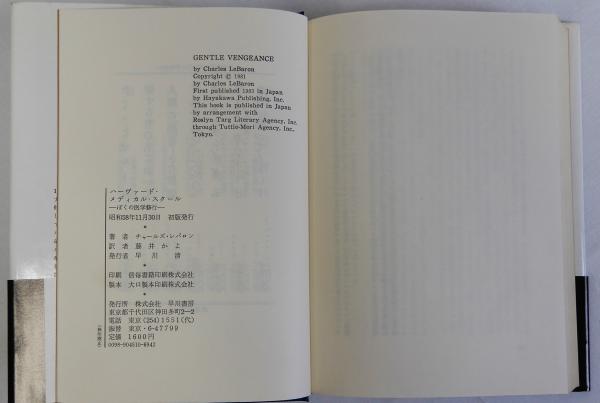 GENTLE VENGEANCE
by Charles LeBaron
Copyright © 1981
by Charles LeBaron
First published 1983 in Japan
by Hayakawa Publishing, Inc.
This book is published in Japan
by arrangement with
Roslyn Targ Literary Agency, Inc.
through Tuttle-Mori Agency, Inc.
Tokyo.
ハーヴァード・
メディカル・スクール
―ぼくの医学修行―
昭和58年11月30日 初版発行
*
著者 チャールズ・レバロン
訳者 藤井かよ
発行者 早川 清
*
印刷 信毎書籍印刷株式会社
製本 大口製本印刷株式会社
*
発行所 株式会社 早川書房
東京都千代田区神田多町2―2
電話 東京(254)1551(代)
振替 東京・6-47799
定価 1600円
0098-904510-6942